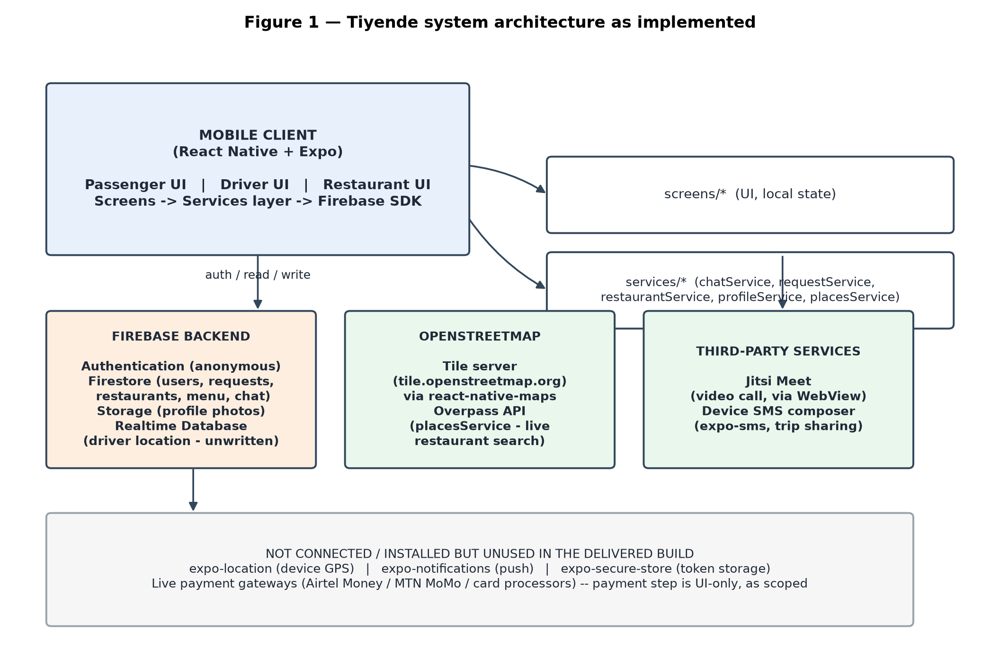 Figure 1 — Tiyende system architecture as implemented
MOBILE CLIENT
(React Native + Expo)
Passenger UI | Driver UI | Restaurant UI
Screens -> Services layer -> Firebase SDK
screens/* (UI, local state)
auth / read / write
services/* (chatService, requestService,
restaurantService, profileService, placesService)
FIREBASE BACKEND
Authentication (anonymous)
Firestore (users, requests,
restaurants, menu, chat)
Storage (profile photos)
Realtime Database
(driver location - unwritten)
OPENSTREETMAP
Tile server
(tile.openstreetmap.org)
via react-native-maps
Overpass API
(placesService - live
restaurant search)
THIRD-PARTY SERVICES
Jitsi Meet
(video call, via WebView)
Device SMS composer
(expo-sms, trip sharing)
NOT CONNECTED / INSTALLED BUT UNUSED IN THE DELIVERED BUILD
expo-location (device GPS) | expo-notifications (push) | expo-secure-store (token storage)
Live payment gateways (Airtel Money / MTN MoMo / card processors) -- payment step is UI-only, as scoped